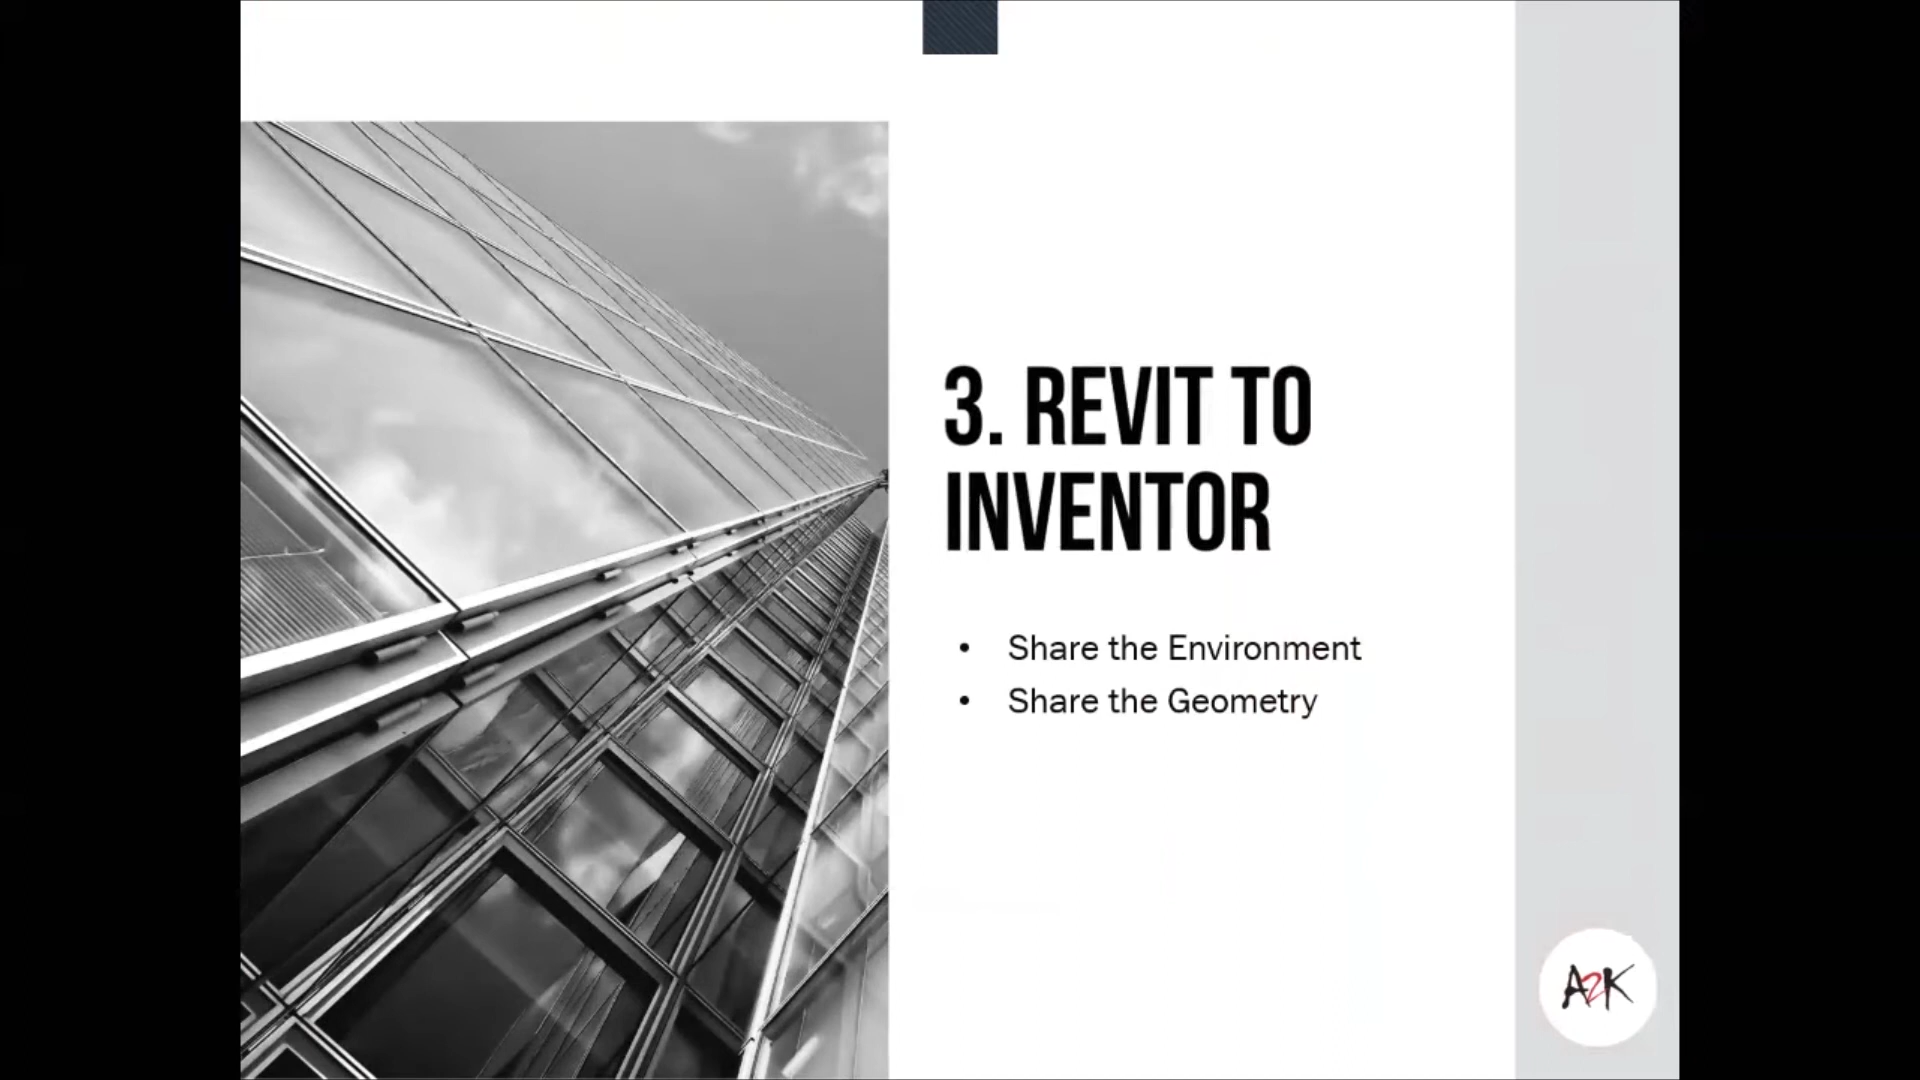 3. REVIT TO
INVENTOR
• Share the Environment
• Share the Geometry
A2K